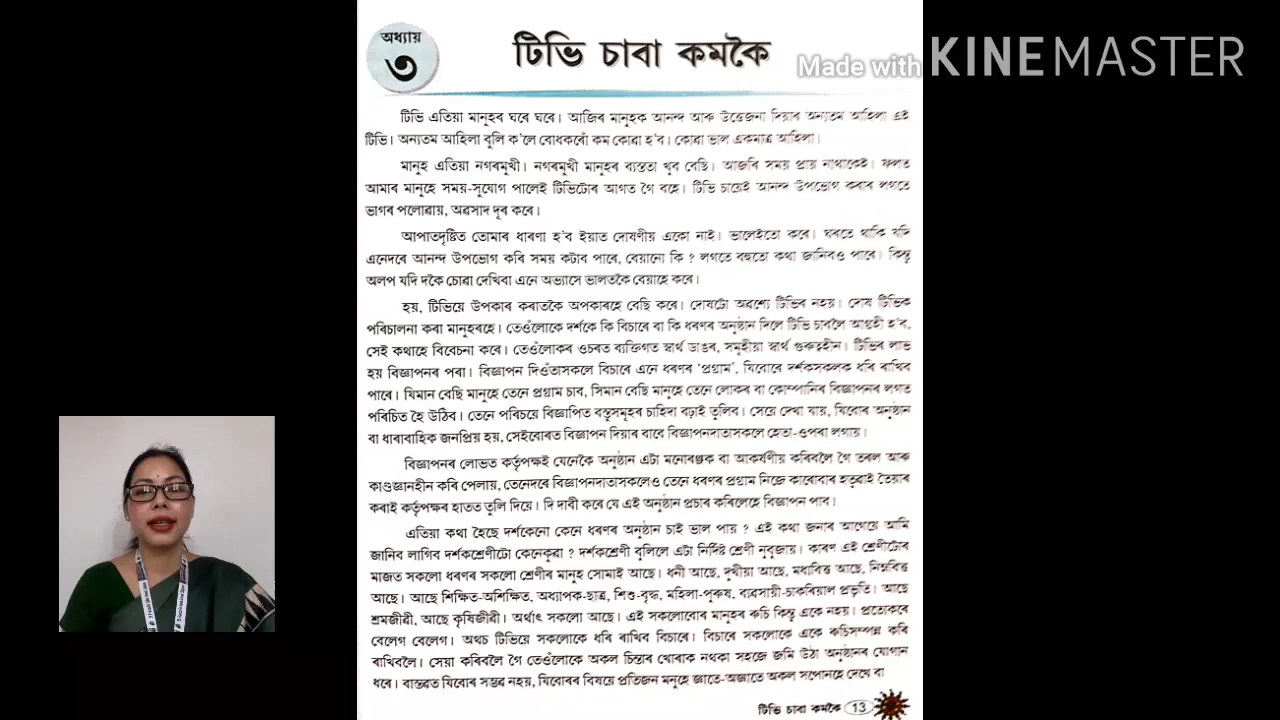 অধ্যায়
৩
টিভি চাবা কমকৈ
Made with KINEMASTER
টিভি এতিয়া মানুহৰ ঘৰে ঘৰে। আজিৰ মানুহক আনন্দ আৰু উত্তেজনা দিয়াৰ অন্যতম আহিলা এই
টিভি। অন্যতম আহিলা বুলি ক'লে বোধকৰোঁ কম কোৱা হ'ব। কোৱা ভাল একমাত্ৰ আহিলা।
মানুহ এতিয়া নগৰমুখী। নগৰমুখী মানুহৰ ব্যস্ততা খুব বেছি। আজৰি সময় প্ৰায় নাথাকেই। ফলত
আমাৰ মানুহে সময়-সুযোগ পালেই টিভিটোৰ আগত গৈ বহে। টিভি চায়েই আনন্দ উপভোগ কৰাৰ লগতে
ভাগৰ পলোৱায়, অৱসাদ দূৰ কৰে।
আপাতদৃষ্টিত তোমাৰ ধাৰণা হ'ব ইয়াত দোষণীয় একো নাই। ভালেইতো কৰে। ঘৰতে থাকি যদি
এনেদৰে আনন্দ উপভোগ কৰি সময় কটাব পাৰে, বেয়ানো কি ? লগতে বহুতো কথা জানিবও পাৰে। কিন্তু
অলপ যদি দকৈ চোৱা দেখিবা এনে অভ্যাসে ভালতকৈ বেয়াহে কৰে।
হয়, টিভিয়ে উপকাৰ কৰাতকৈ অপকাৰহে বেছি কৰে। দোষটো অৱশ্যে টিভিৰ নহয়। দোষ টিভিক
পৰিচালনা কৰা মানুহৰহে। তেওঁলোকে দৰ্শকে কি বিচাৰে বা কি ধৰণৰ অনুষ্ঠান দিলে টিভি চাবলৈ আগ্ৰহী হ'ব,
সেই কথাহে বিবেচনা কৰে। তেওঁলোকৰ ওচৰত ব্যক্তিগত স্বাৰ্থ ডাঙৰ, সমূহীয়া স্বাৰ্থ গুৰুত্বহীন। টিভিৰ লাভ
হয় বিজ্ঞাপনৰ পৰা। বিজ্ঞাপন দিওঁতাসকলে বিচাৰে এনে ধৰণৰ ‘প্ৰগ্ৰাম’, যিবোৰে দৰ্শকসকলক ধৰি ৰাখিব
পাৰে। যিমান বেছি মানুহে তেনে প্ৰগ্ৰাম চাব, সিমান বেছি মানুহে তেনে লোকৰ বা কোম্পানিৰ বিজ্ঞাপনৰ লগত
পৰিচিত হৈ উঠিব। তেনে পৰিচয়ে বিজ্ঞাপিত বস্তুসমূহৰ চাহিদা বঢ়াই তুলিব। সেয়ে দেখা যায়, যিবোৰ অনুষ্ঠান
বা ধাৰাবাহিক জনপ্ৰিয় হয়, সেইবোৰত বিজ্ঞাপন দিয়াৰ বাবে বিজ্ঞাপনদাতাসকলে হেতা-ওপৰা লগায়।
বিজ্ঞাপনৰ লোভত কৰ্তৃপক্ষই যেনেকৈ অনুষ্ঠান এটা মনোৰঞ্জক বা আকৰ্ষণীয় কৰিবলৈ গৈ তৰল আৰু
কাণ্ডজ্ঞানহীন কৰি পেলায়, তেনেদৰে বিজ্ঞাপনদাতাসকলেও তেনে ধৰণৰ প্ৰগ্ৰাম নিজে কাৰোবাৰ হতুৱাই তৈয়াৰ
কৰাই কৰ্তৃপক্ষৰ হাতত তুলি দিয়ে। দি দাবী কৰে যে এই অনুষ্ঠান প্ৰচাৰ কৰিলেহে বিজ্ঞাপন পাব।
এতিয়া কথা হৈছে দৰ্শকেনো কেনে ধৰণৰ অনুষ্ঠান চাই ভাল পায় ? এই কথা জনাৰ আগেয়ে আমি
জানিব লাগিব দৰ্শকশ্ৰেণীটো কেনেকুৱা ? দৰ্শকশ্ৰেণী বুলিলে এটা নিৰ্দিষ্ট শ্ৰেণী নুবুজায়। কাৰণ এই শ্ৰেণীটোৰ
মাজত সকলো ধৰণৰ সকলো শ্ৰেণীৰ মানুহ সোমাই আছে। ধনী আছে, দুখীয়া আছে, মধ্যবিত্ত আছে, নিম্নবিত্ত
আছে। আছে শিক্ষিত-অশিক্ষিত, অধ্যাপক-ছাত্ৰ, শিশু-বৃদ্ধ, মহিলা-পুৰুষ, ব্যৱসায়ী-চাকৰিয়াল প্ৰভৃতি। আছে
শ্ৰমজীৱী, আছে কৃষিজীৱী। অৰ্থাৎ সকলো আছে। এই সকলোবোৰ মানুহৰ ৰুচি কিন্তু একে নহয়। প্ৰত্যেকৰে
বেলেগ বেলেগ। অথচ টিভিয়ে সকলোকে ধৰি ৰাখিব বিচাৰে। বিচাৰে সকলোকে একে ৰুচিসম্পন্ন কৰি
ৰাখিবলৈ। সেয়া কৰিবলৈ গৈ তেওঁলোকে অকল চিন্তাৰ খোৰাক নথকা সহজে জমি উঠা অনুষ্ঠানৰ যোগান
ধৰে। বাস্তৱত যিবোৰ সম্ভৱ নহয়, যিবোৰৰ বিষয়ে প্ৰতিজন মনুহে জ্ঞাতে-অজ্ঞাতে অকল সপোনহে দেখে বা
টিভি চাবা কমকৈ 13